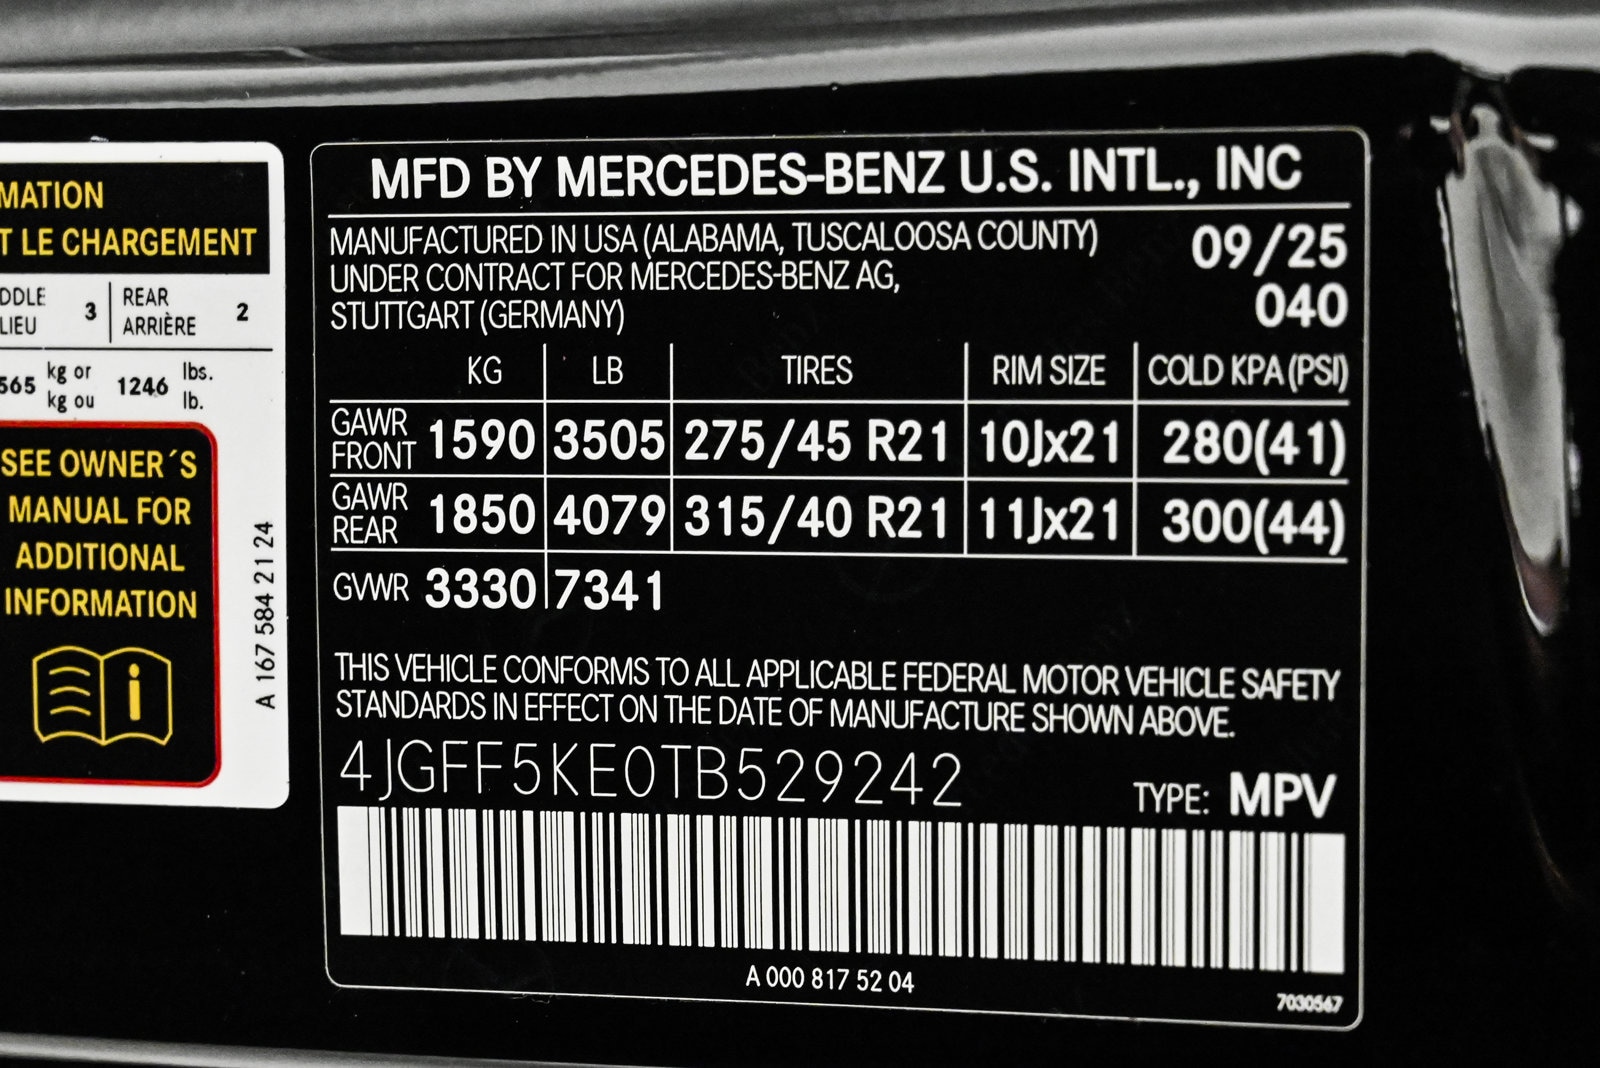 MATION
T LE CHARGEMENT
DDLE 3 REAR 2
LIEU ARRIÈRE
565 kg or 1246 lbs.
kg ou lb.
SEE OWNER´S
MANUAL FOR
ADDITIONAL
INFORMATION
A 167 584 21 24
MFD BY MERCEDES-BENZ U.S. INTL., INC
MANUFACTURED IN USA (ALABAMA, TUSCALOOSA COUNTY) 09/25
UNDER CONTRACT FOR MERCEDES-BENZ AG,
STUTTGART (GERMANY) 040
KG LB TIRES RIM SIZE COLD KPA (PSI)
GAWR
FRONT 1590 3505 275/45 R21 10Jx21 280(41)
GAWR
REAR 1850 4079 315/40 R21 11Jx21 300(44)
GVWR 3330 7341
THIS VEHICLE CONFORMS TO ALL APPLICABLE FEDERAL MOTOR VEHICLE SAFETY
STANDARDS IN EFFECT ON THE DATE OF MANUFACTURE SHOWN ABOVE.
4JGFF5KE0TB529242 TYPE: MPV
A 000 817 52 04
7030567